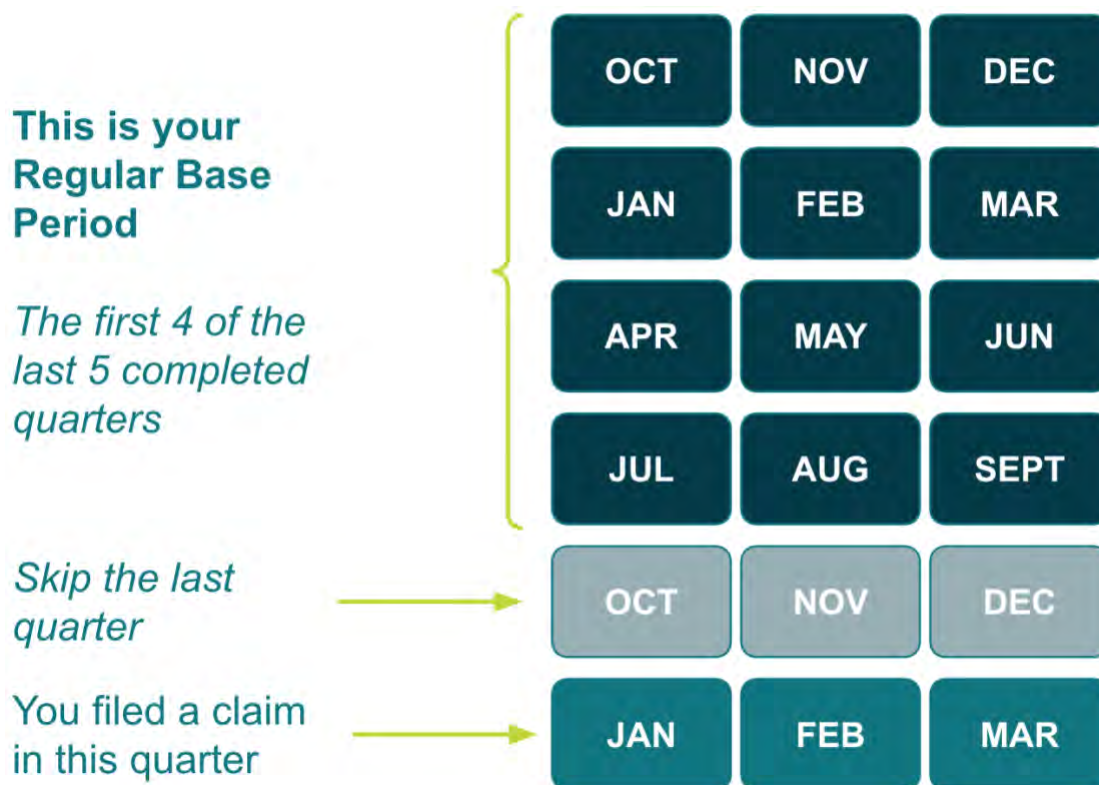 This is your
Regular Base
Period
The first 4 of the
last 5 completed
quarters
OCT NOV DEC
JAN FEB MAR
APR MAY JUN
JUL AUG SEPT
Skip the last
quarter
OCT NOV DEC
You filed a claim
in this quarter
JAN FEB MAR